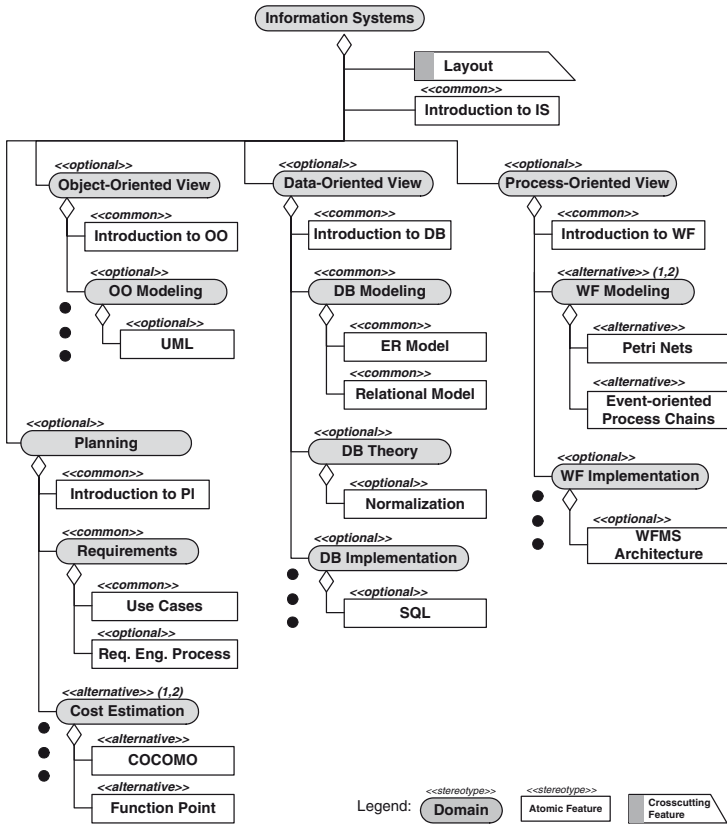 Information Systems
Layout
<<common>>
Introduction to IS
<<optional>>
Object-Oriented View
<<common>>
Introduction to OO
<<optional>>
OO Modeling
<<optional>>
UML
<<optional>>
Data-Oriented View
<<common>>
Introduction to DB
<<common>>
DB Modeling
<<common>>
ER Model
<<common>>
Relational Model
<<optional>>
DB Theory
<<optional>>
Normalization
<<optional>>
DB Implementation
<<optional>>
SQL
<<optional>>
Process-Oriented View
<<common>>
Introduction to WF
<<alternative>> (1,2)
WF Modeling
<<alternative>>
Petri Nets
<<alternative>>
Event-oriented
Process Chains
<<optional>>
WF Implementation
<<optional>>
WFMS
Architecture
<<optional>>
Planning
<<common>>
Introduction to PI
<<common>>
Requirements
<<common>>
Use Cases
<<optional>>
Req. Eng. Process
<<alternative>> (1,2)
Cost Estimation
<<alternative>>
COCOMO
<<alternative>>
Function Point
Legend:
<<stereotype>>
Domain
<<stereotype>>
Atomic Feature
Crosscutting
Feature